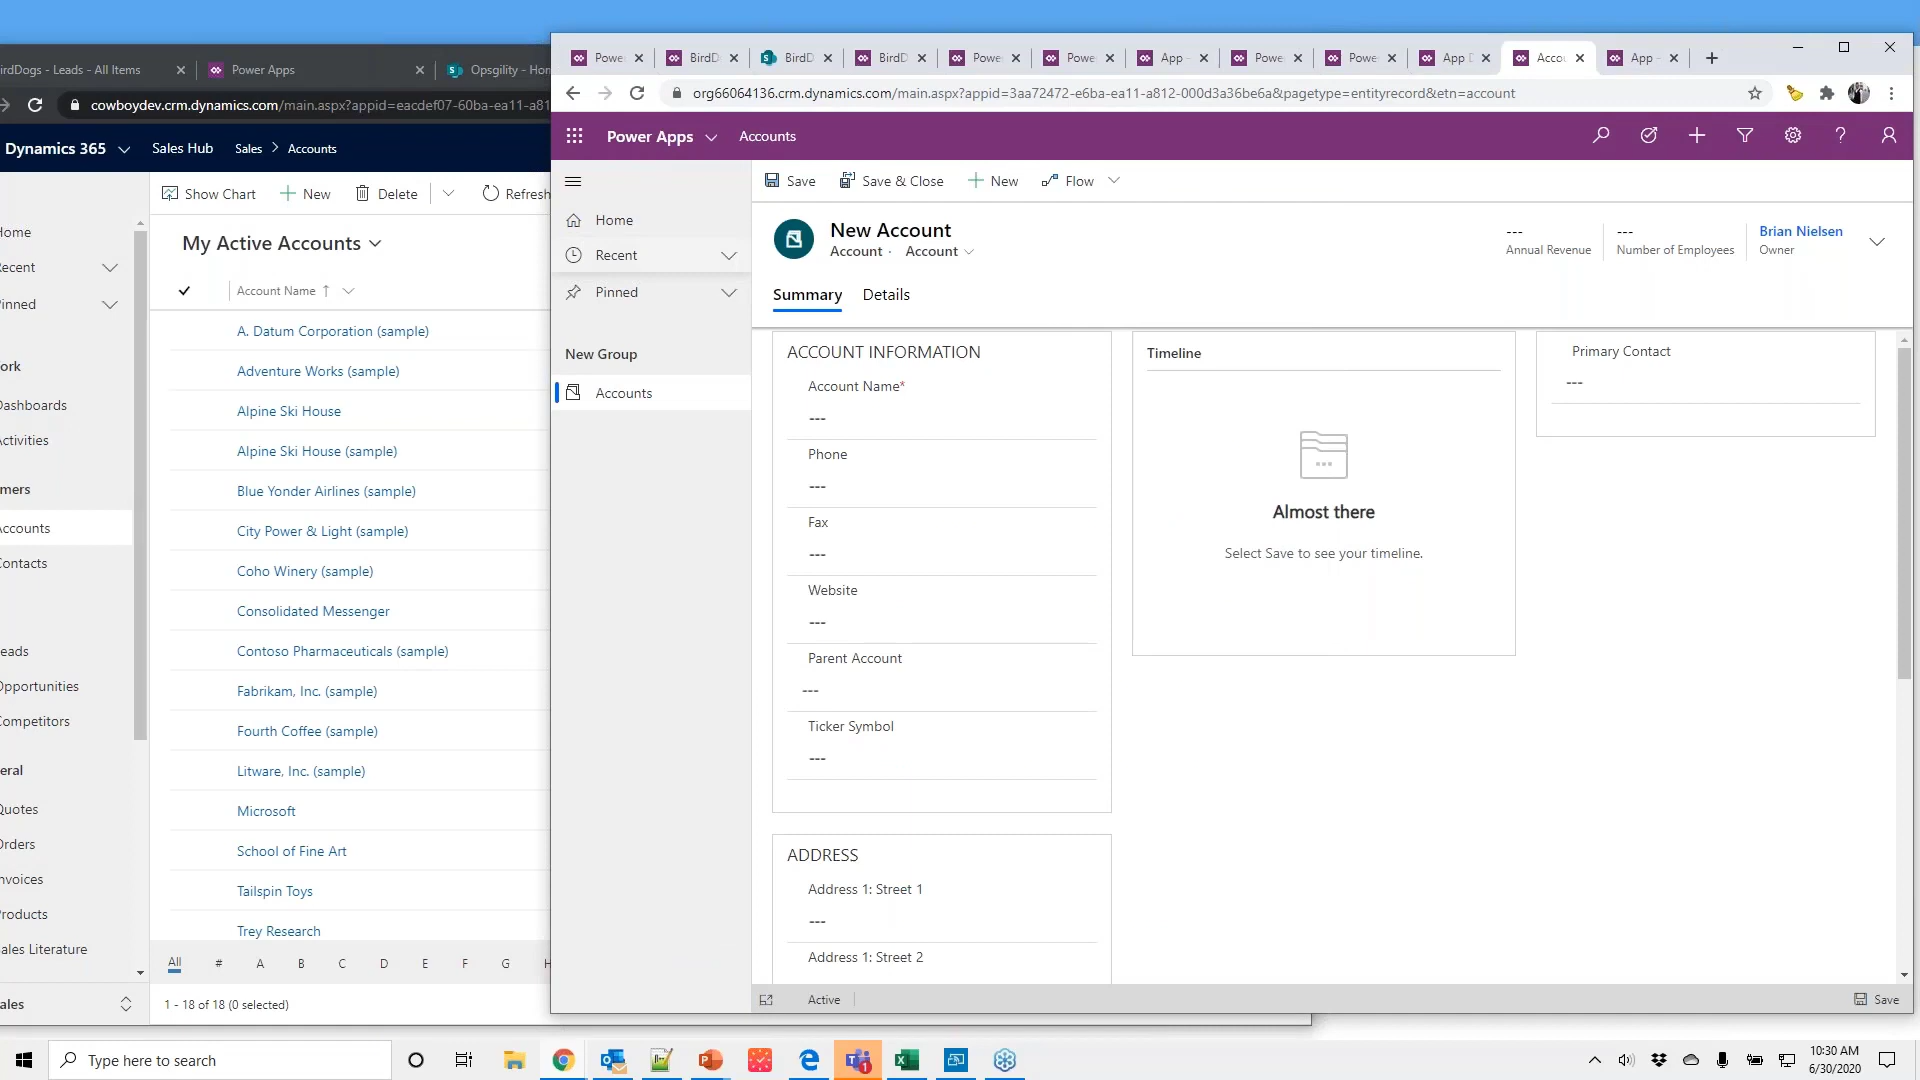 irdDogs - Leads - All Items
Power Apps
Opsgility - Hon
cowboydev.crm.dynamics.com/main.aspx?appid=eacdef07-60ba-ea11-a81
Dynamics 365
Sales Hub
Sales > Accounts
Show Chart
New
Delete
Refresh
ome
ecent
inned
ork
Dashboards
ctivities
mers
Accounts
ontacts
eads
Opportunities
ompetitors
eral
Quotes
Orders
nvoices
roducts
ales Literature
ales
My Active Accounts
Account Name ↑
A. Datum Corporation (sample)
Adventure Works (sample)
Alpine Ski House
Alpine Ski House (sample)
Blue Yonder Airlines (sample)
City Power & Light (sample)
Coho Winery (sample)
Consolidated Messenger
Contoso Pharmaceuticals (sample)
Fabrikam, Inc. (sample)
Fourth Coffee (sample)
Litware, Inc. (sample)
Microsoft
School of Fine Art
Tailspin Toys
Trey Research
All # A B C D E F G H
1 - 18 of 18 (0 selected)
Powe BirdD BirdD BirdD Powe Powe App - Powe Powe App D Accou App -
org66064136.crm.dynamics.com/main.aspx?appid=3aa72472-e6ba-ea11-a812-000d3a36be6a&pagetype=entityrecord&etn=account
Power Apps
Accounts
Home
Recent
Pinned
New Group
Accounts
Save
Save & Close
New
Flow
New Account
Account · Account
---
Annual Revenue
---
Number of Employees
Brian Nielsen
Owner
Summary
Details
ACCOUNT INFORMATION
Account Name*
---
Phone
---
Fax
---
Website
---
Parent Account
---
Ticker Symbol
---
ADDRESS
Address 1: Street 1
---
Address 1: Street 2
Timeline
Almost there
Select Save to see your timeline.
Primary Contact
---
Active
Save
Type here to search
1
10:30 AM
6/30/2020